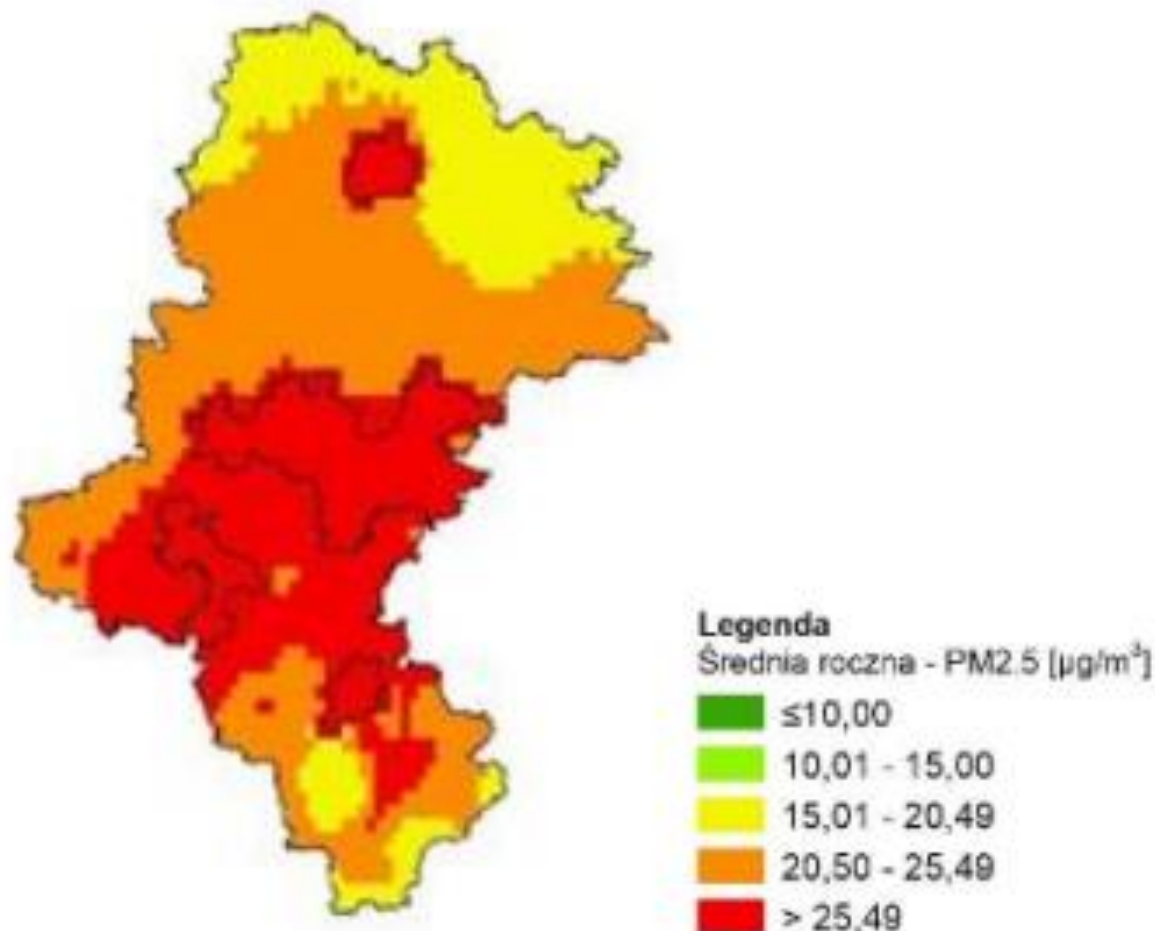 Legenda
Średnia roczna - PM2.5 [µg/m³]
≤10,00
10,01 - 15,00
15,01 - 20,49
20,50 - 25,49
> 25,49